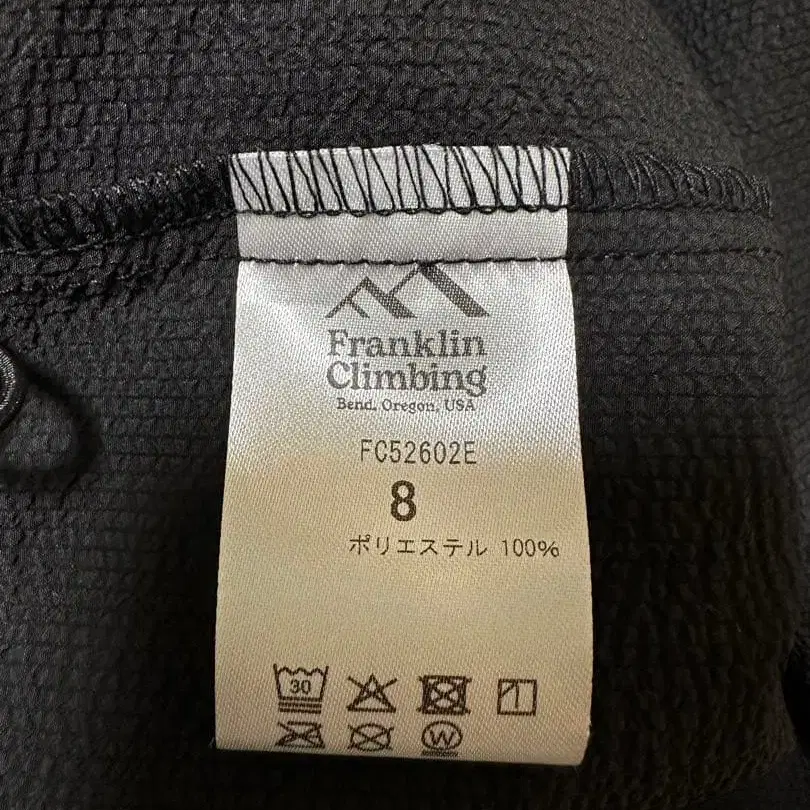 Franklin
Climbing
Bend, Oregon, USA
FC52602E
8
ポリエステル 100%
30
W